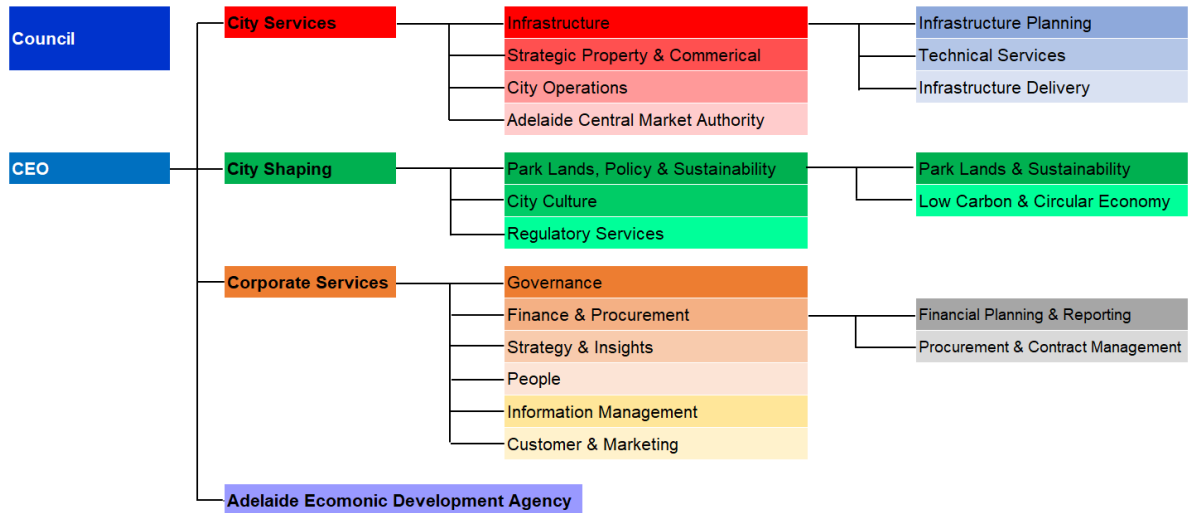 Council
CEO
City Services
Infrastructure
Infrastructure Planning
Technical Services
Infrastructure Delivery
Strategic Property & Commerical
City Operations
Adelaide Central Market Authority
City Shaping
Park Lands, Policy & Sustainability
Park Lands & Sustainability
Low Carbon & Circular Economy
City Culture
Regulatory Services
Corporate Services
Governance
Finance & Procurement
Financial Planning & Reporting
Procurement & Contract Management
Strategy & Insights
People
Information Management
Customer & Marketing
Adelaide Ecomonic Development Agency